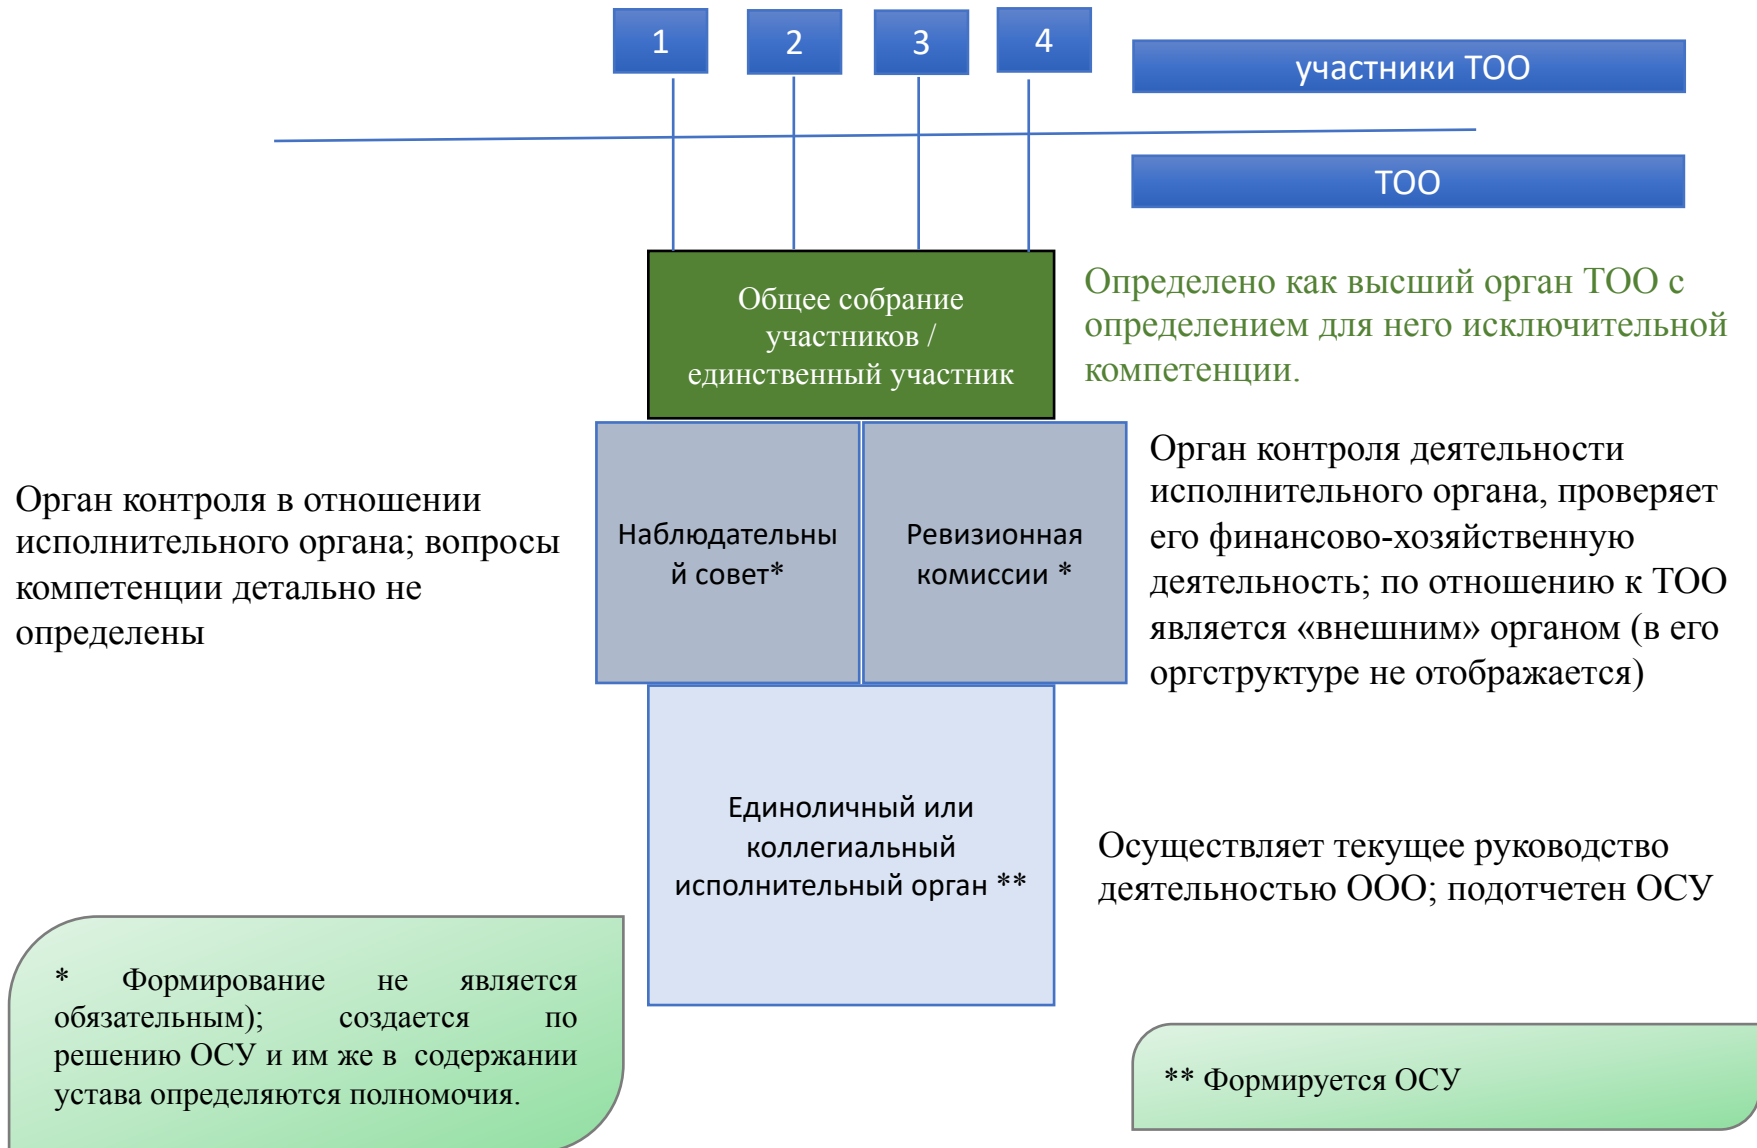 1
2
3
4
участники ТОО
ТОО
Общее собрание
участников /
единственный участник
Определено как высший орган ТОО с
определением для него исключительной
компетенции.
Орган контроля в отношении
исполнительного органа; вопросы
компетенции детально не
определены
Наблюдательны
й совет*
Ревизионная
комиссии *
Орган контроля деятельности
исполнительного органа, проверяет
его финансово-хозяйственную
деятельность; по отношению к ТОО
является «внешним» органом (в его
оргструктуре не отображается)
Единоличный или
коллегиальный
исполнительный орган **
Осуществляет текущее руководство
деятельностью ООО; подотчетен ОСУ
* Формирование не является
обязательным); создается по
решению ОСУ и им же в содержании
устава определяются полномочия.
** Формируется ОСУ